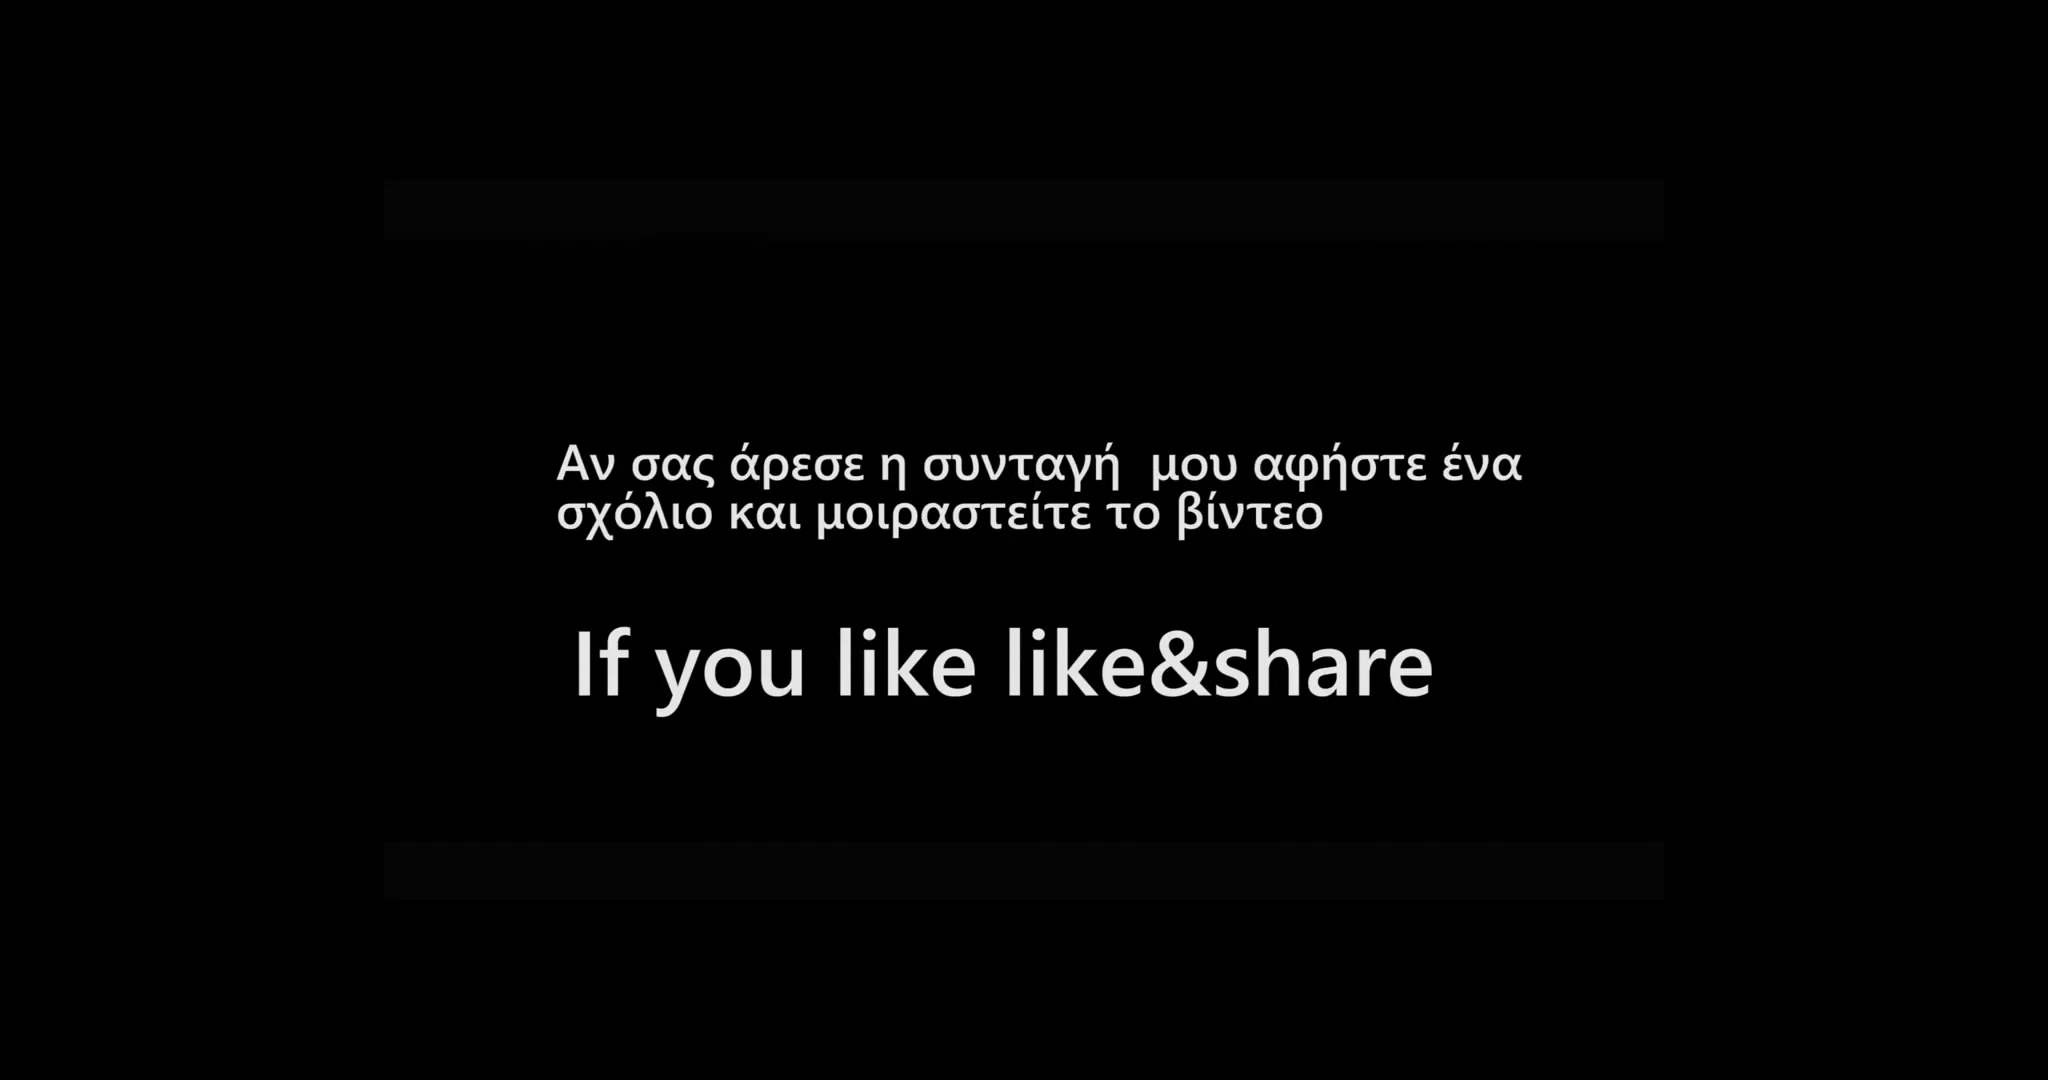 Αν σας άρεσε η συνταγή  μου αφήστε ένα
σχόλιο και μοιραστείτε το βίντεο
If you like like&share